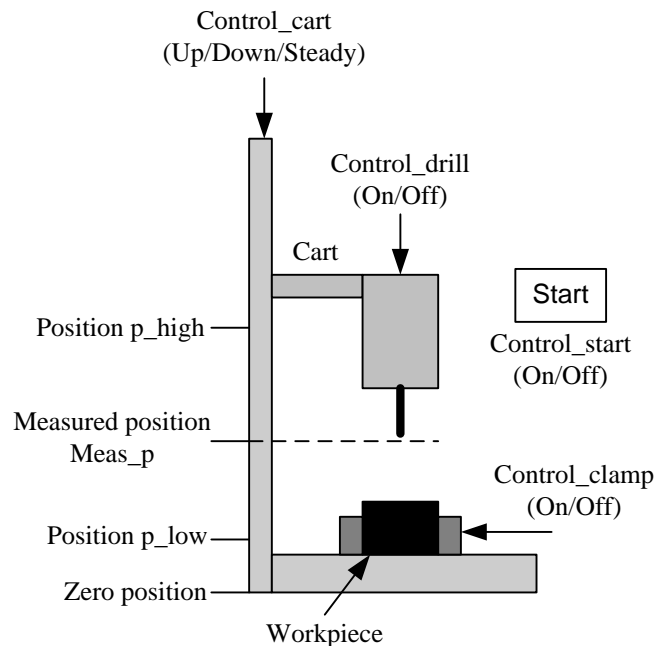 Control_cart
(Up/Down/Steady)
Control_drill
(On/Off)
Cart
Start
Position p_high
Control_start
(On/Off)
Measured position
Meas_p
Control_clamp
(On/Off)
Position p_low
Zero position
Workpiece